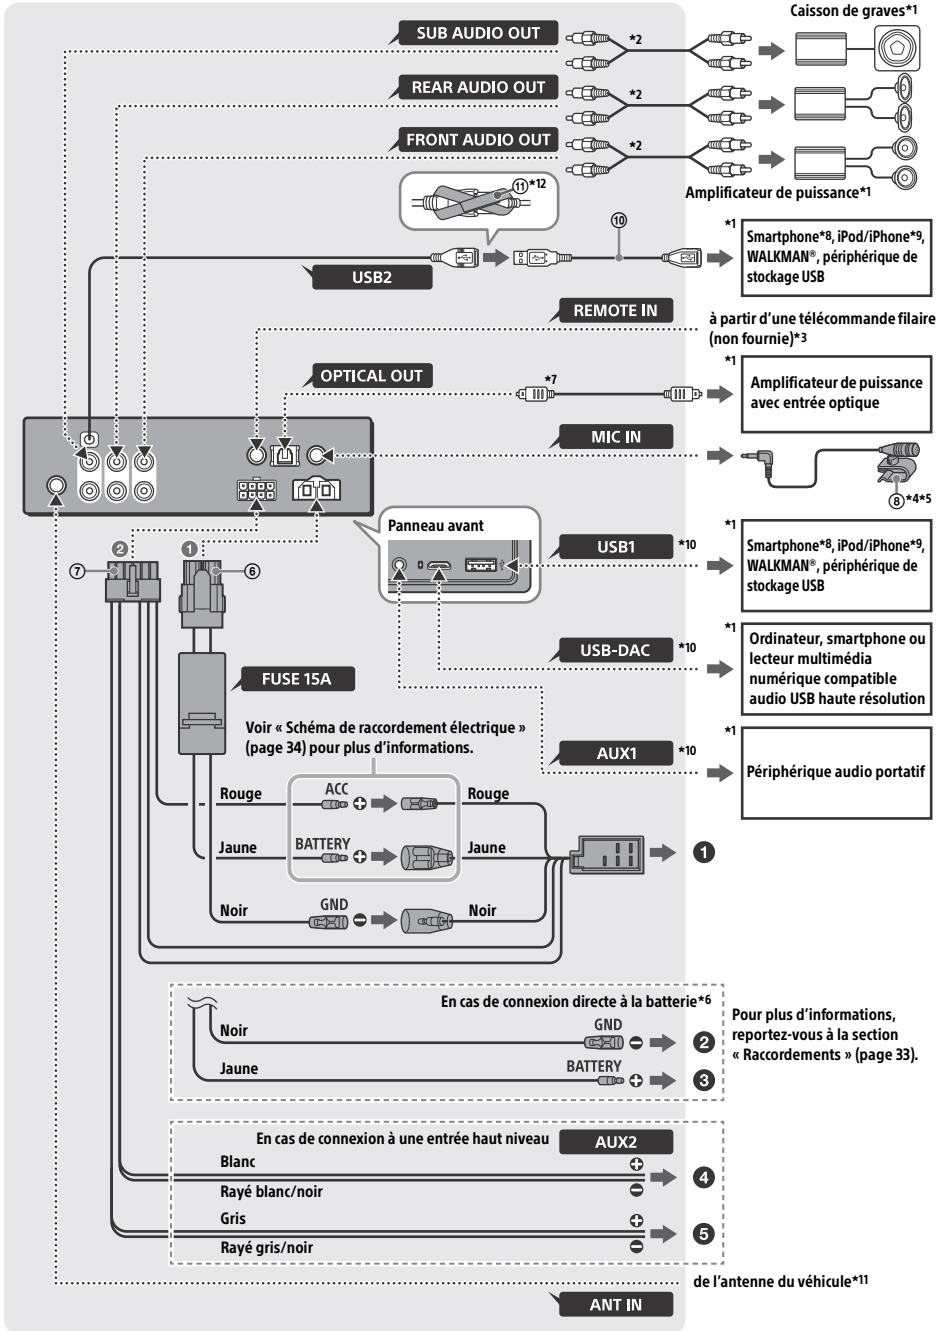 Caisson de graves*1
SUB AUDIO OUT
*2
REAR AUDIO OUT
*2
FRONT AUDIO OUT
*2
Amplificateur de puissance*1
⑪*12
⑩
*1
Smartphone*8, iPod/iPhone*9,
WALKMAN®, périphérique de
stockage USB
USB2
REMOTE IN
à partir d'une télécommande filaire
(non fournie)*3
OPTICAL OUT
*7
*1
Amplificateur de puissance
avec entrée optique
MIC IN
⑧*4*5
Panneau avant
USB1
*10
*1
Smartphone*8, iPod/iPhone*9,
WALKMAN®, périphérique de
stockage USB
❷
❶
⑦
⑥
USB-DAC
*10
*1
Ordinateur, smartphone ou
lecteur multimédia
numérique compatible
audio USB haute résolution
FUSE 15A
Voir « Schéma de raccordement électrique »
(page 34) pour plus d'informations.
AUX1
*10
*1
Périphérique audio portatif
Rouge
ACC
Rouge
Jaune
BATTERY
Jaune
❶
Noir
GND
Noir
En cas de connexion directe à la batterie*6
Noir
GND
❷
Jaune
BATTERY
❸
Pour plus d'informations,
reportez-vous à la section
« Raccordements » (page 33).
En cas de connexion à une entrée haut niveau
AUX2
Blanc
❹
Rayé blanc/noir
Gris
❺
Rayé gris/noir
de l'antenne du véhicule*11
ANT IN